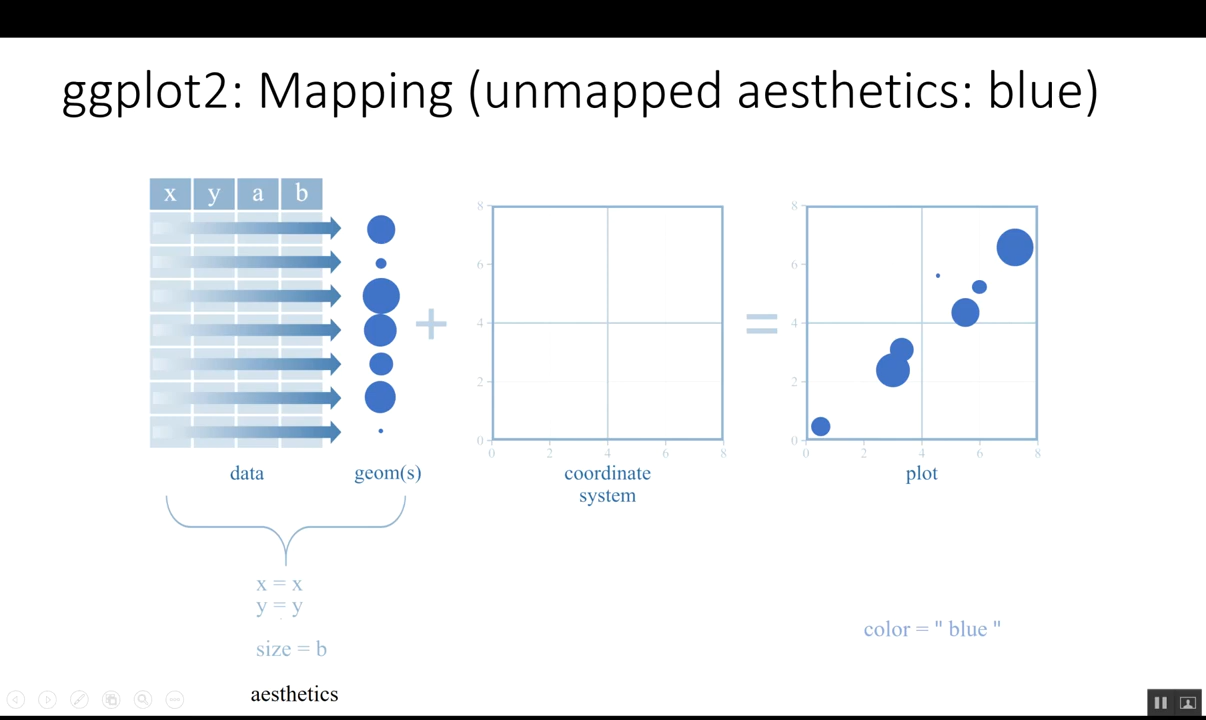 ggplot2: Mapping (unmapped aesthetics: blue)
x y a b
8
6
4
2
0
0 2 4 6 8
8
6
4
2
0
0 2 4 6 8
+
=
data
geom(s)
coordinate
system
plot
x = x
y = y
size = b
aesthetics
color = " blue "